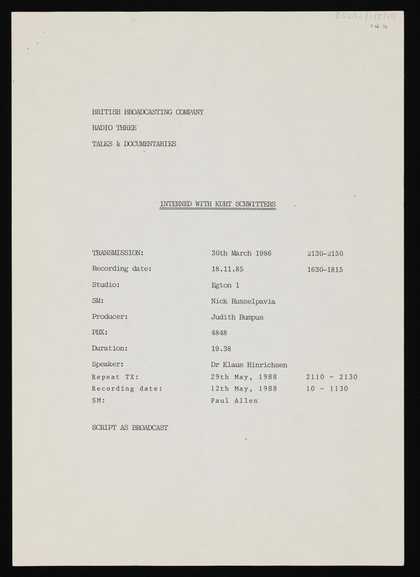 BRITISH BROADCASTING COMPANY
RADIO THREE
TALKS & DOCUMENTARIES
INTERNED WITH KURT SCHWITTERS
TRANSMISSION: 30th March 1986 2130-2150
Recording date: 18.11.85 1630-1815
Studio: Egton 1
SM: Nick Russelpavia
Producer: Judith Bumpus
PBX: 4848
Duration: 19.38
Speaker: Dr Klaus Hinrichsen
Repeat TX: 29th May, 1988 2110 - 2130
Recording date: 12th May, 1988 10 - 1130
SM: Paul Allen
SCRIPT AS BROADCAST